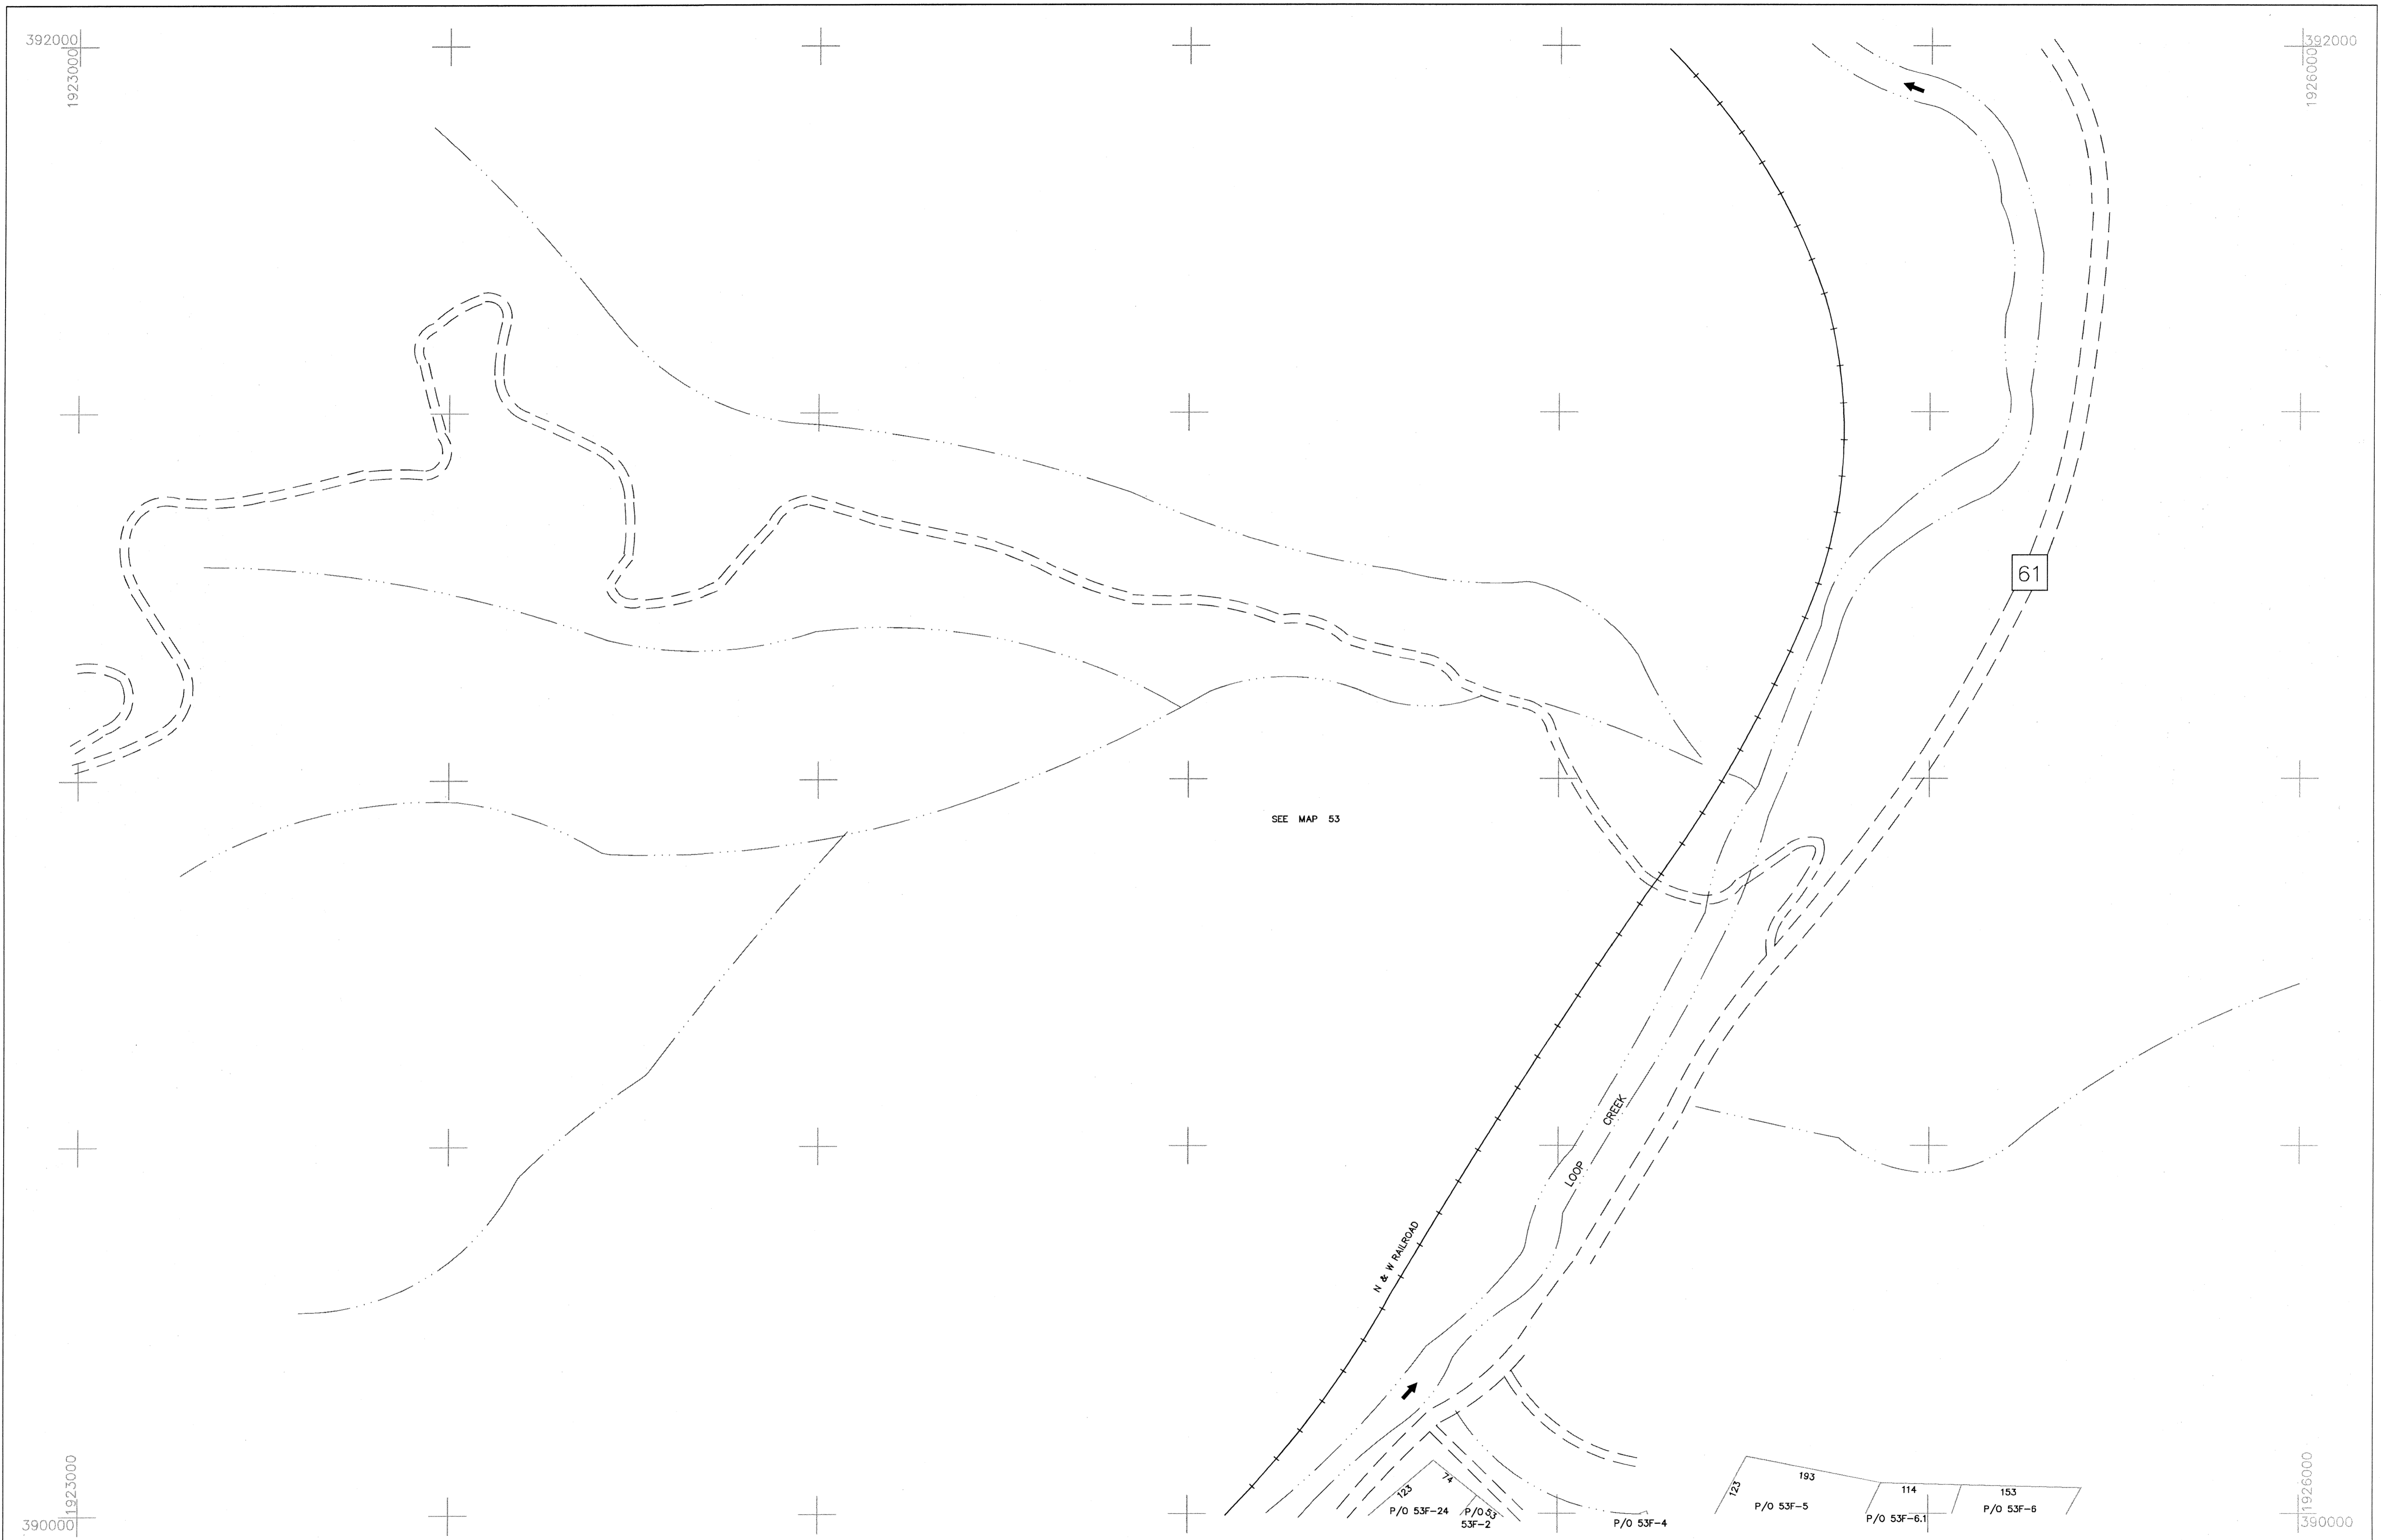 392000
1923000
392000
1926000
61
SEE MAP 53
CREEK
LOOP
N & W RAILROAD
1923000
390000
123
74
P/O 53F-24
P/O 53
53F-2
P/O 53F-4
123
193
P/O 53F-5
114
P/O 53F-6.1
153
P/O 53F-6
1926000
390000